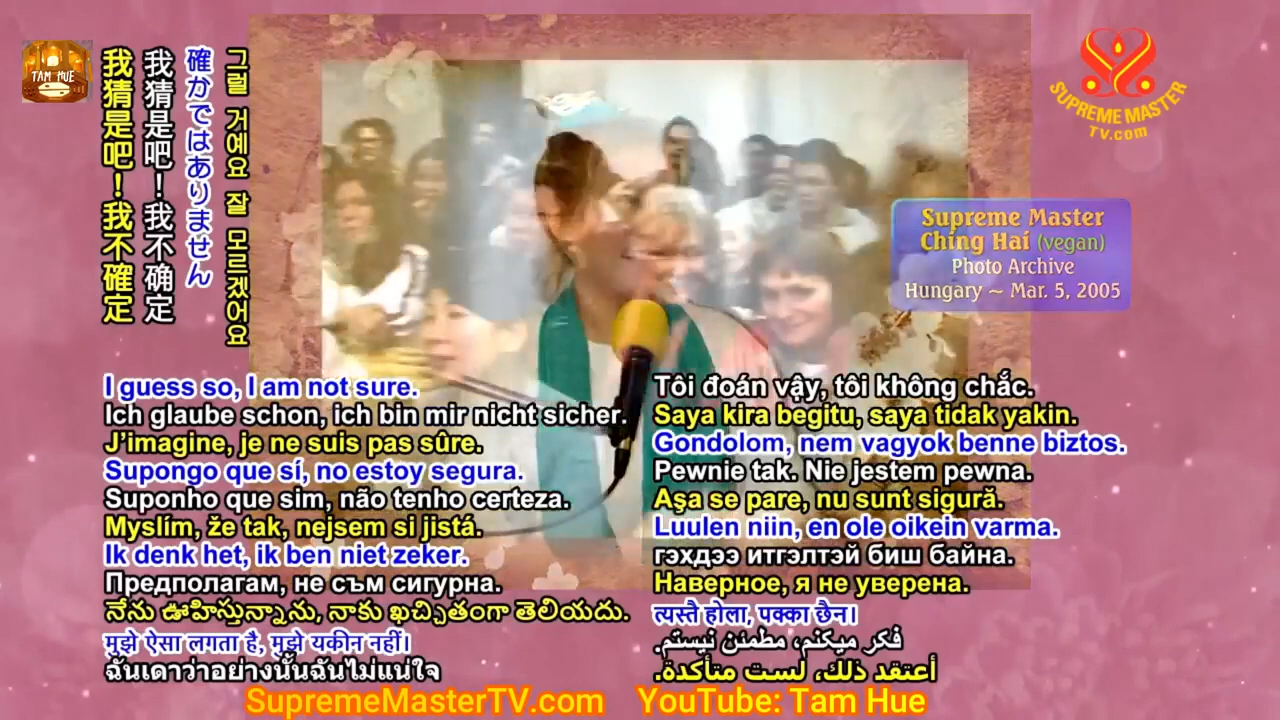 TAM HUE
我猜是吧！我不確定
我猜是吧！我不确定
確かではありません
그럴 거예요 잘 모르겠어요
SUPREME MASTER
TV.com
Supreme Master
Ching Hai (vegan)
Photo Archive
Hungary ~ Mar. 5, 2005
I guess so, I am not sure.
Ich glaube schon, ich bin mir nicht sicher.
J’imagine, je ne suis pas sûre.
Supongo que sí, no estoy segura.
Suponho que sim, não tenho certeza.
Myslím, že tak, nejsem si jistá.
Ik denk het, ik ben niet zeker.
Предполагам, не съм сигурна.
నేను ఊహిస్తున్నాను, నాకు ఖచ్చితంగా తెలియదు.
मुझे ऐसा लगता है, मुझे यकीन नहीं।
ฉันเดาว่าอย่างนั้นฉันไม่แน่ใจ
Tôi đoán vậy, tôi không chắc.
Saya kira begitu, saya tidak yakin.
Gondolom, nem vagyok benne biztos.
Pewnie tak. Nie jestem pewna.
Aşa se pare, nu sunt sigură.
Luulen niin, en ole oikein varma.
гэхдээ итгэлтэй биш байна.
Наверное, я не уверена.
त्यस्तै होला, पक्का छैन।
فکر میکنم، مطمئن نیستم.
أعتقد ذلك، لست متأكدة.
SupremeMasterTV.com YouTube: Tam Hue